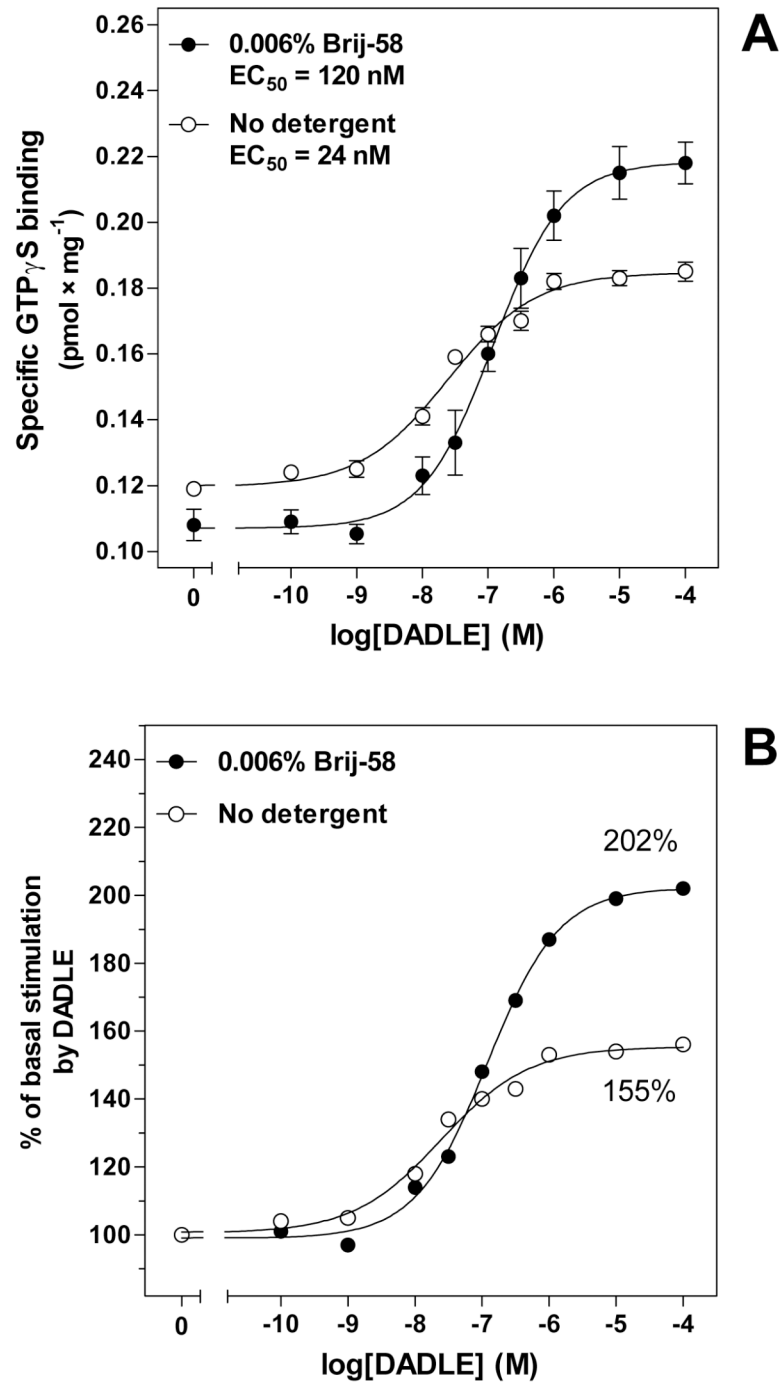 A
0.006% Brij-58
EC50 = 120 nM
No detergent
EC50 = 24 nM
Specific GTPγS binding
(pmol × mg-1)
0.26
0.24
0.22
0.20
0.18
0.16
0.14
0.12
0.10
0 -10 -9 -8 -7 -6 -5 -4
log[DADLE] (M)
B
0.006% Brij-58
No detergent
202%
155%
% of basal stimulation
by DADLE
240
220
200
180
160
140
120
100
0 -10 -9 -8 -7 -6 -5 -4
log[DADLE] (M)